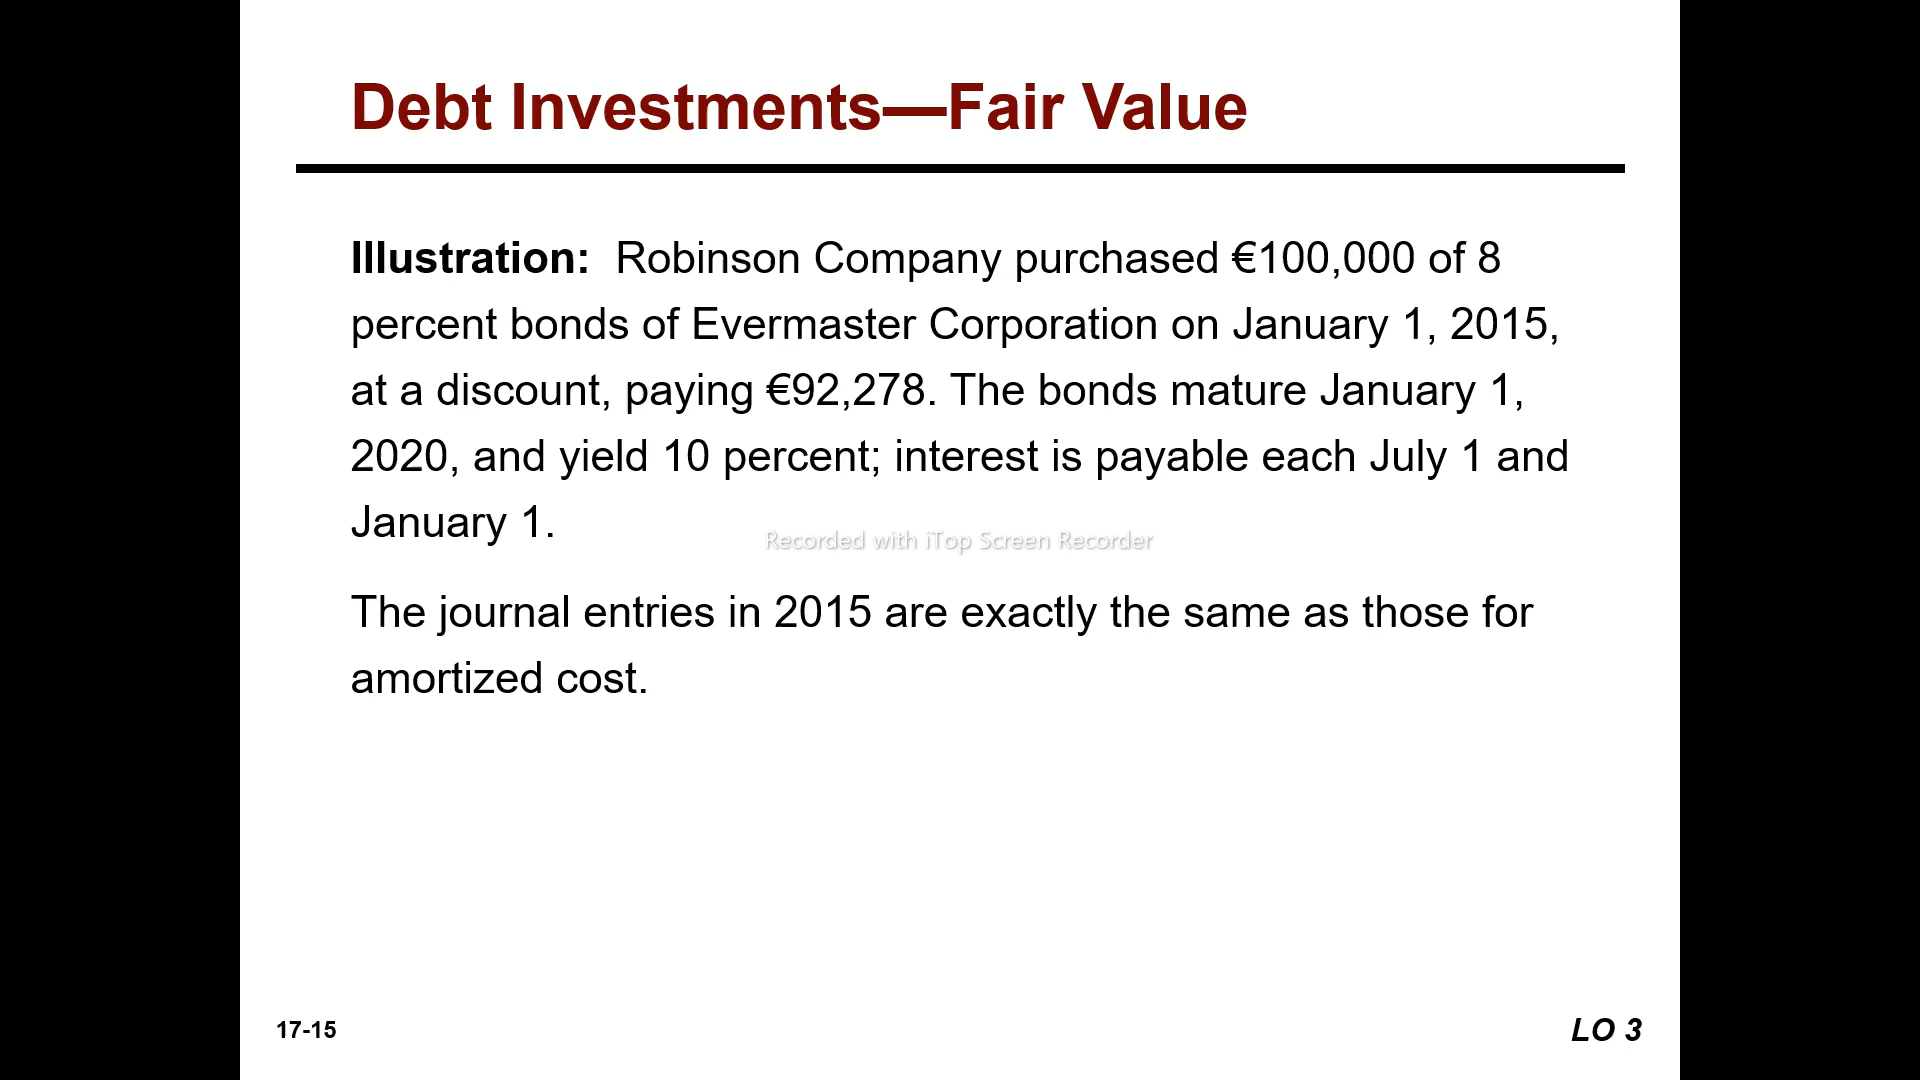 Debt Investments—Fair Value
Illustration: Robinson Company purchased €100,000 of 8
percent bonds of Evermaster Corporation on January 1, 2015,
at a discount, paying €92,278. The bonds mature January 1,
2020, and yield 10 percent; interest is payable each July 1 and
January 1.
Recorded with iTop Screen Recorder
The journal entries in 2015 are exactly the same as those for
amortized cost.
17-15
LO 3